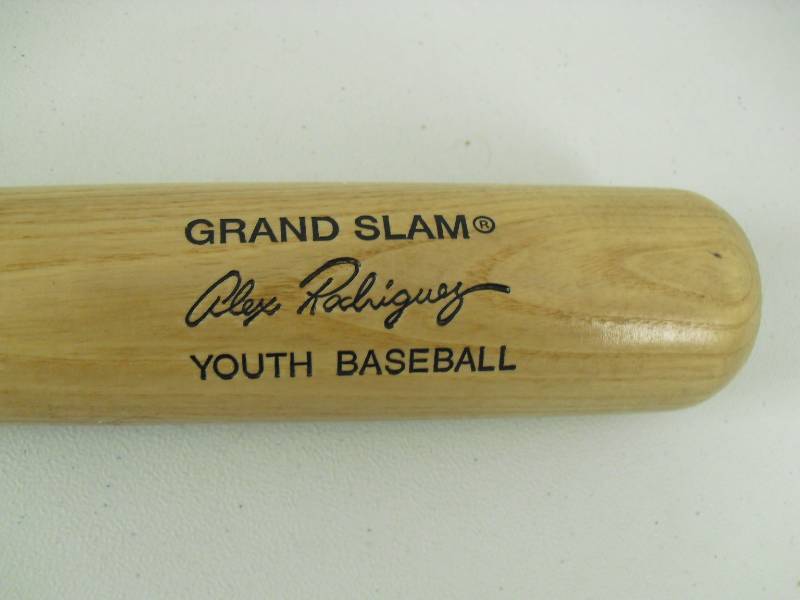 GRAND SLAM®
Alex Rodriguez
YOUTH BASEBALL